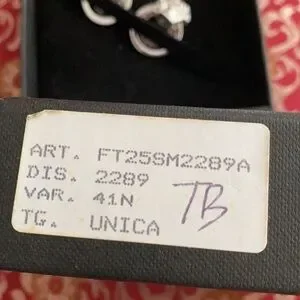 ART. FT25SM2289A
DIS. 2289
VAR. 41N
TG. UNICA
TB